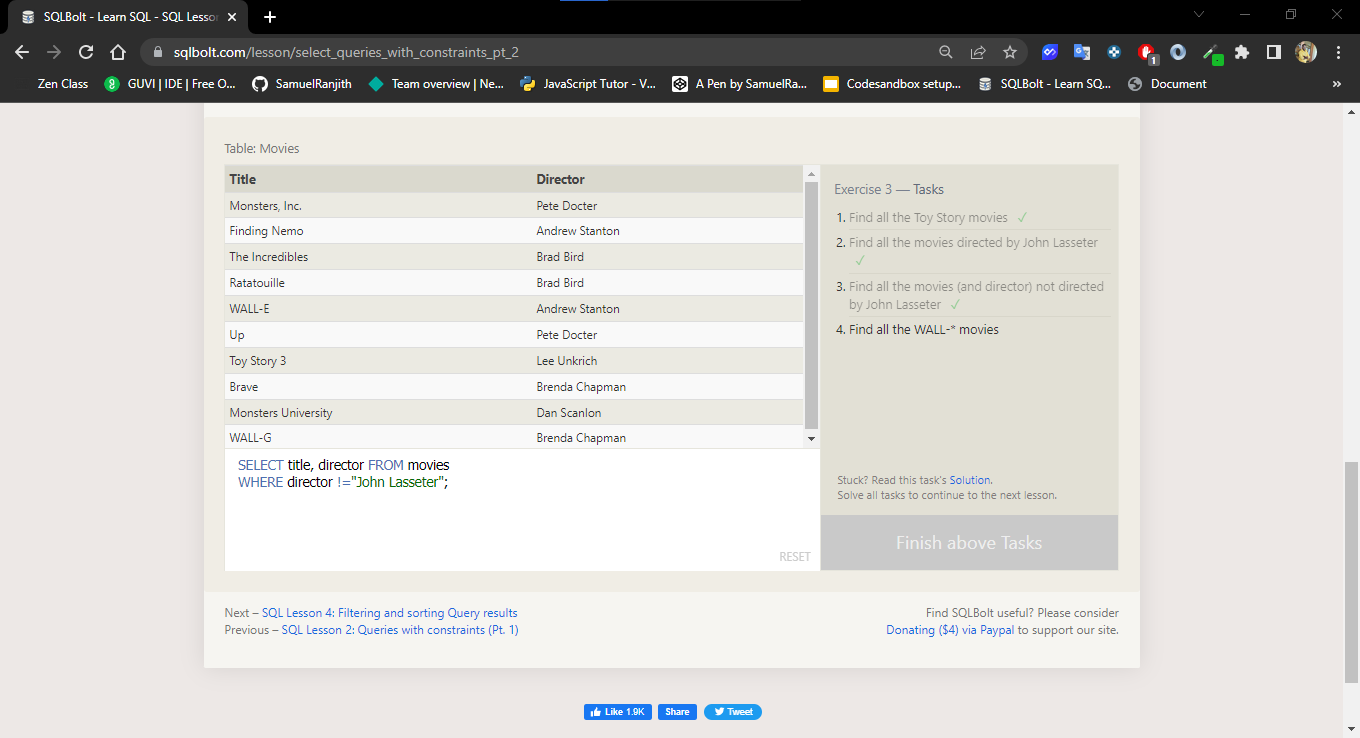 SQLBolt - Learn SQL - SQL Lesson
sqlbolt.com/lesson/select_queries_with_constraints_pt_2
1
Zen Class
GUVI | IDE | Free O...
SamuelRanjith
Team overview | Ne...
JavaScript Tutor - V...
A Pen by SamuelRa...
Codesandbox setup...
SQLBolt - Learn SQ...
Document
»
Table: Movies
Title Director
Monsters, Inc. Pete Docter
Finding Nemo Andrew Stanton
The Incredibles Brad Bird
Ratatouille Brad Bird
WALL-E Andrew Stanton
Up Pete Docter
Toy Story 3 Lee Unkrich
Brave Brenda Chapman
Monsters University Dan Scanlon
WALL-G Brenda Chapman
SELECT title, director FROM movies
WHERE director !="John Lasseter";
RESET
Exercise 3 — Tasks
1. Find all the Toy Story movies ✓
2. Find all the movies directed by John Lasseter
✓
3. Find all the movies (and director) not directed
by John Lasseter ✓
4. Find all the WALL-* movies
Stuck? Read this task's Solution.
Solve all tasks to continue to the next lesson.
Finish above Tasks
Next – SQL Lesson 4: Filtering and sorting Query results
Previous – SQL Lesson 2: Queries with constraints (Pt. 1)
Find SQLBolt useful? Please consider
Donating ($4) via Paypal to support our site.
Like 1.9K
Share
Tweet